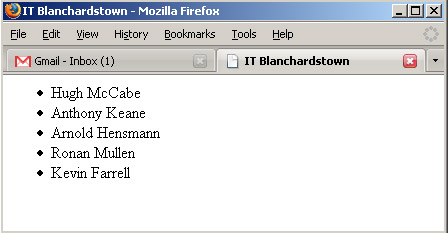 IT Blanchardstown - Mozilla Firefox
File Edit View History Bookmarks Tools Help
Gmail - Inbox (1) IT Blanchardstown
Hugh McCabe
Anthony Keane
Arnold Hensmann
Ronan Mullen
Kevin Farrell